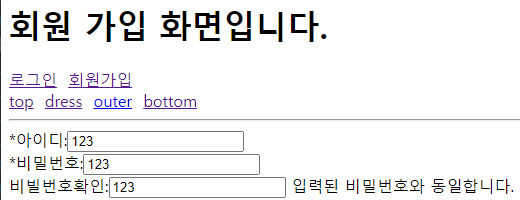 회원 가입 화면입니다.
로그인 회원가입
top dress outer bottom
*아이디:123
*비밀번호:123
비빌번호확인:123 입력된 비밀번호와 동일합니다.